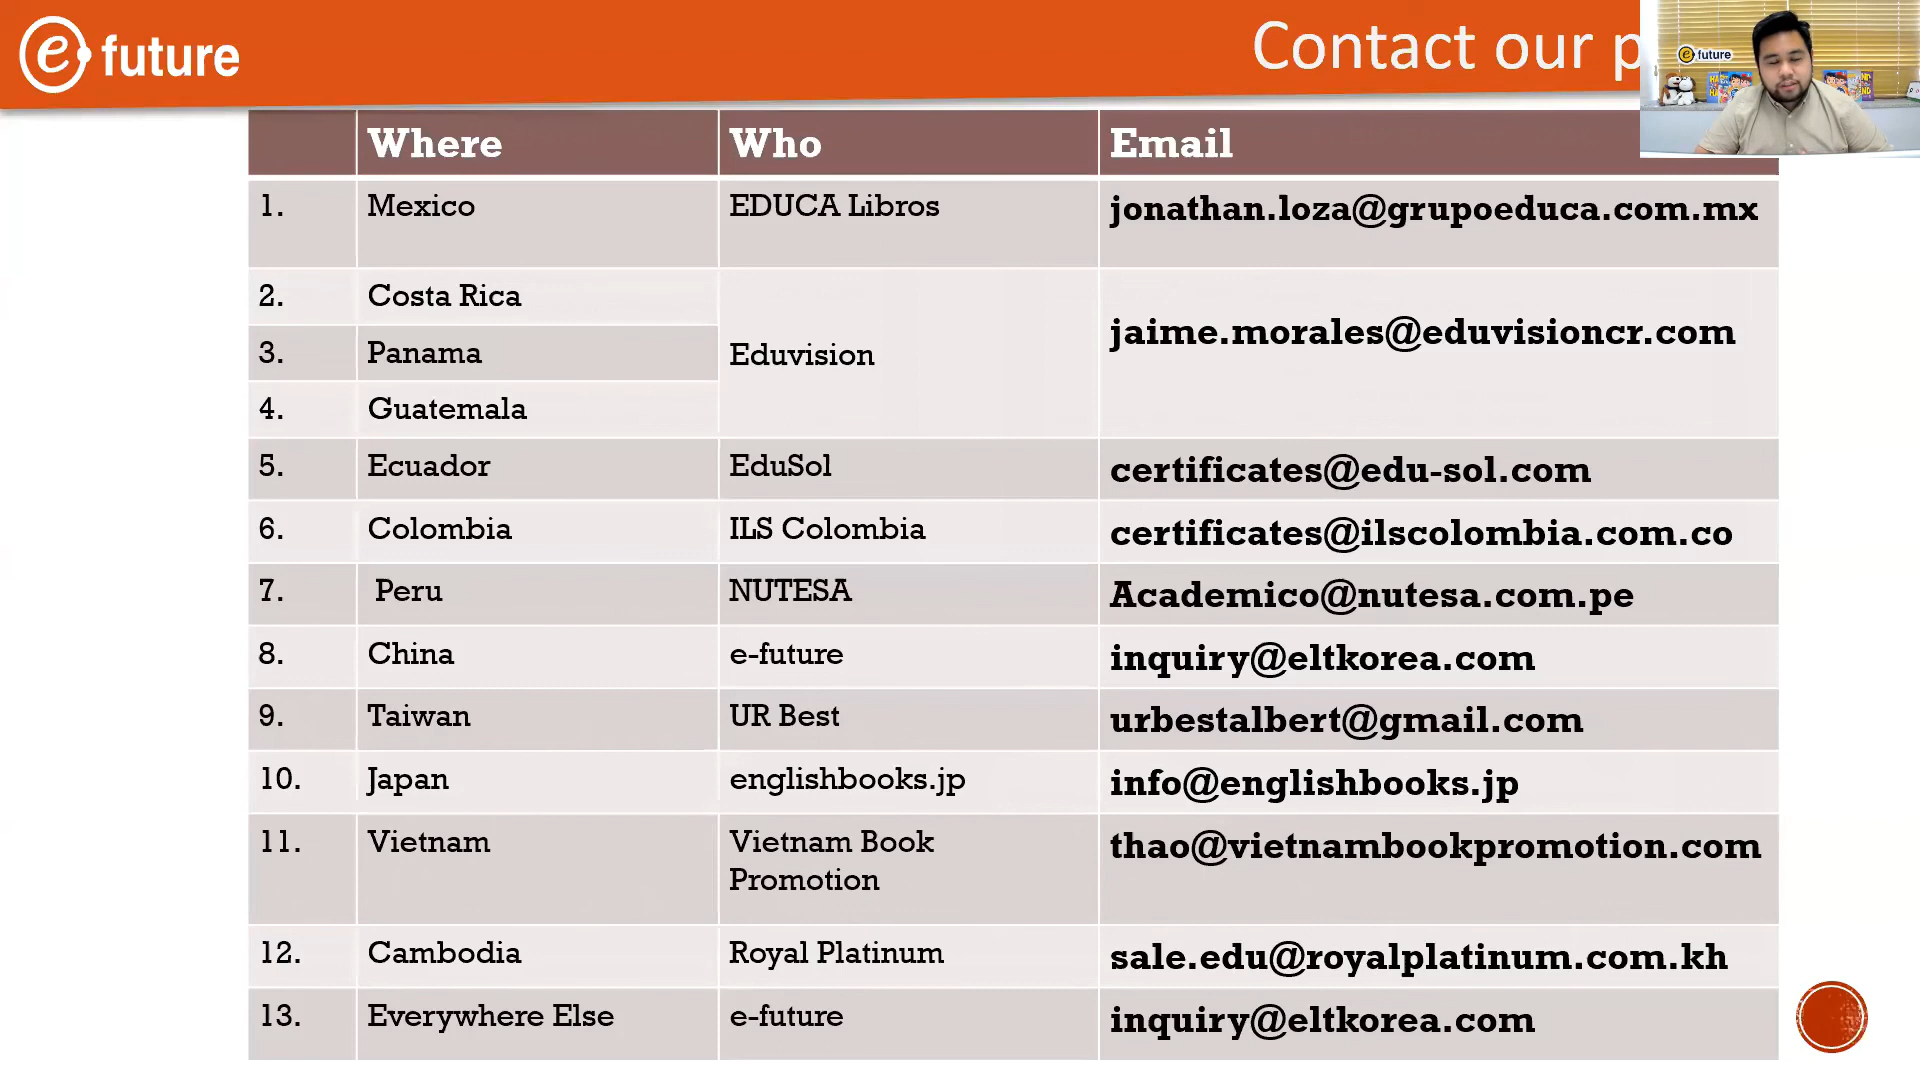 e future
Contact our p
e future
Where Who Email
1. Mexico EDUCA Libros jonathan.loza@grupoeduca.com.mx
2. Costa Rica
3. Panama Eduvision jaime.morales@eduvisioncr.com
4. Guatemala
5. Ecuador EduSol certificates@edu-sol.com
6. Colombia ILS Colombia certificates@ilscolombia.com.co
7. Peru NUTESA Academico@nutesa.com.pe
8. China e-future inquiry@eltkorea.com
9. Taiwan UR Best urbestalbert@gmail.com
10. Japan englishbooks.jp info@englishbooks.jp
11. Vietnam Vietnam Book thao@vietnambookpromotion.com
Promotion
12. Cambodia Royal Platinum sale.edu@royalplatinum.com.kh
13. Everywhere Else e-future inquiry@eltkorea.com